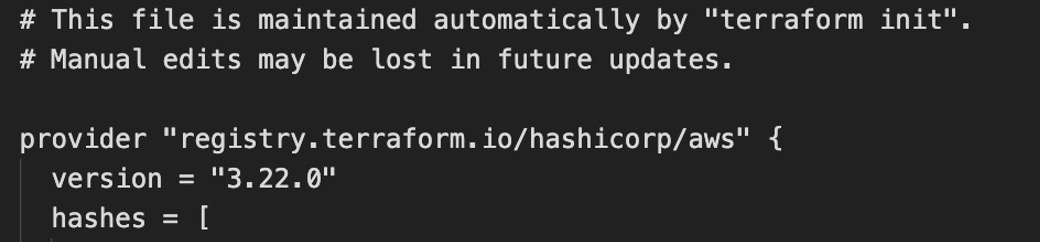 # This file is maintained automatically by "terraform init".
# Manual edits may be lost in future updates.
provider "registry.terraform.io/hashicorp/aws" {
version = "3.22.0"
hashes = [